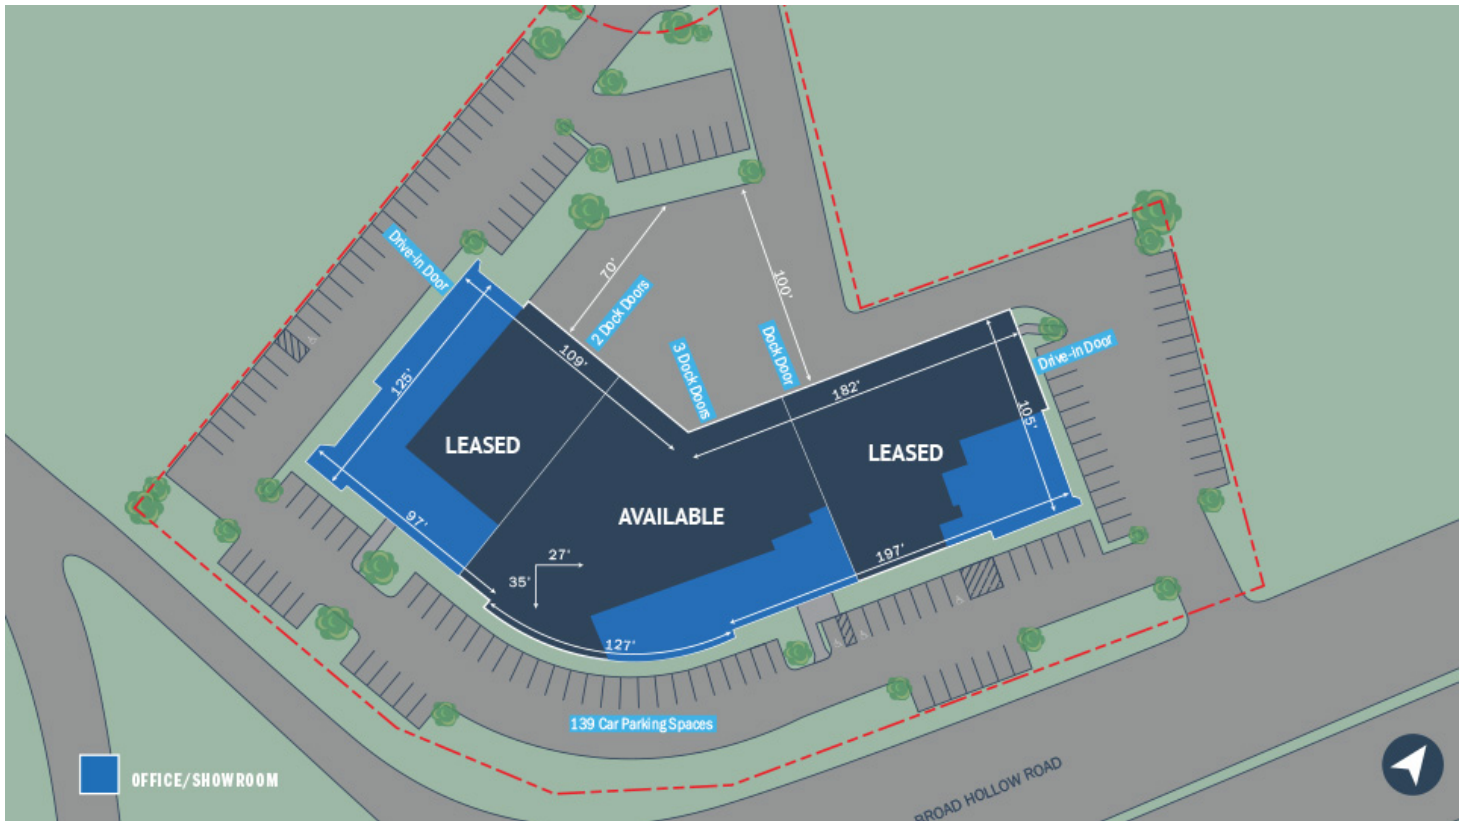 Drive-in Door
70'
2 Dock Doors
100'
3 Dock Doors
Dock Door
Drive-in Door
109'
125'
182'
105'
LEASED
LEASED
AVAILABLE
97'
27'
35'
197'
127'
139 Car Parking Spaces
OFFICE/SHOWROOM
BROAD HOLLOW ROAD